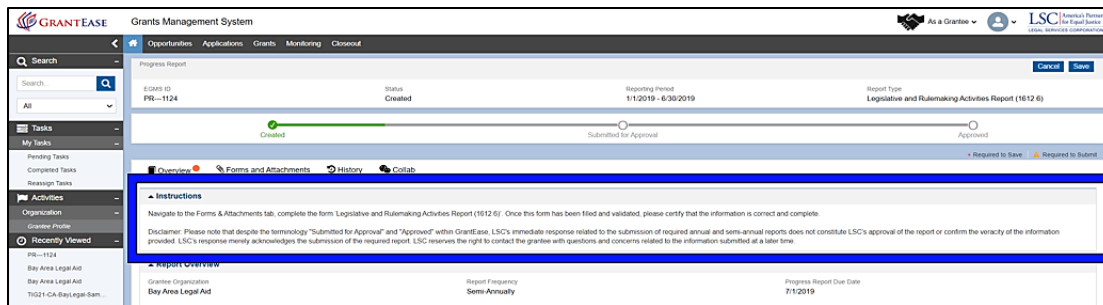 GRANTEASE
Grants Management System
As a Grantee
LSC America's Partner for Equal Justice
LEGAL SERVICES CORPORATION
Opportunities Applications Grants Monitoring Closeout
Search
Search...
All
Tasks
My Tasks
Pending Tasks
Completed Tasks
Reassign Tasks
Activities
Organization
Grantee Profile
Recently Viewed
PR---1124
Bay Area Legal Aid
Bay Area Legal Aid
TIG21-CA-BayLegal-Sam...
Progress Report
Cancel Save
EGMS ID Status Reporting Period Report Type
PR---1124 Created 1/1/2019 - 6/30/2019 Legislative and Rulemaking Activities Report (1612.6)
Created Submitted for Approval Approved
Required to Save Required to Submit
Overview Forms and Attachments History Collab
Instructions
Navigate to the Forms & Attachments tab, complete the form 'Legislative and Rulemaking Activities Report (1612.6)'. Once this form has been filled and validated, please certify that the information is correct and complete.
Disclaimer: Please note that despite the terminology "Submitted for Approval" and "Approved" within GrantEase, LSC's immediate response related to the submission of required annual and semi-annual reports does not constitute LSC's approval of the report or confirm the veracity of the information
provided. LSC's response merely acknowledges the submission of the required report. LSC reserves the right to contact the grantee with questions and concerns related to the information submitted at a later time.
Report Overview
Grantee Organization Report Frequency Progress Report Due Date
Bay Area Legal Aid Semi-Annually 7/1/2019